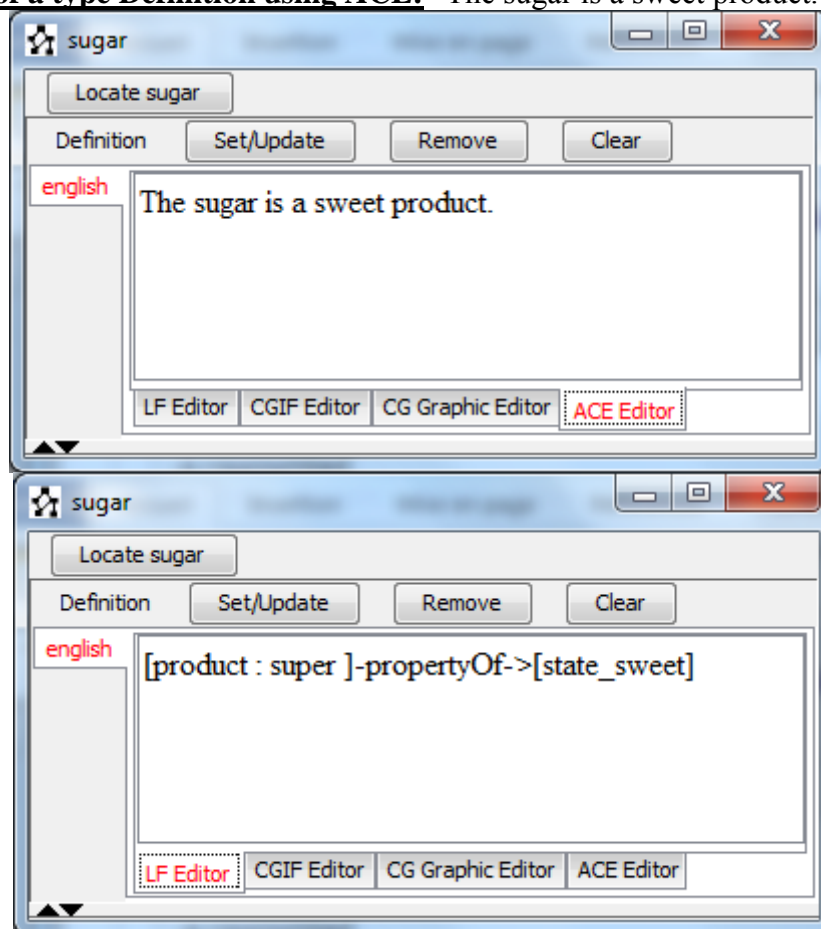 of a type Definition using ACE: "The sugar is a sweet product.
sugar
Locate sugar
Definition Set/Update Remove Clear
english
The sugar is a sweet product.
LF Editor CGIF Editor CG Graphic Editor ACE Editor
sugar
Locate sugar
Definition Set/Update Remove Clear
english
[product : super ]-propertyOf->[state_sweet]
LF Editor CGIF Editor CG Graphic Editor ACE Editor